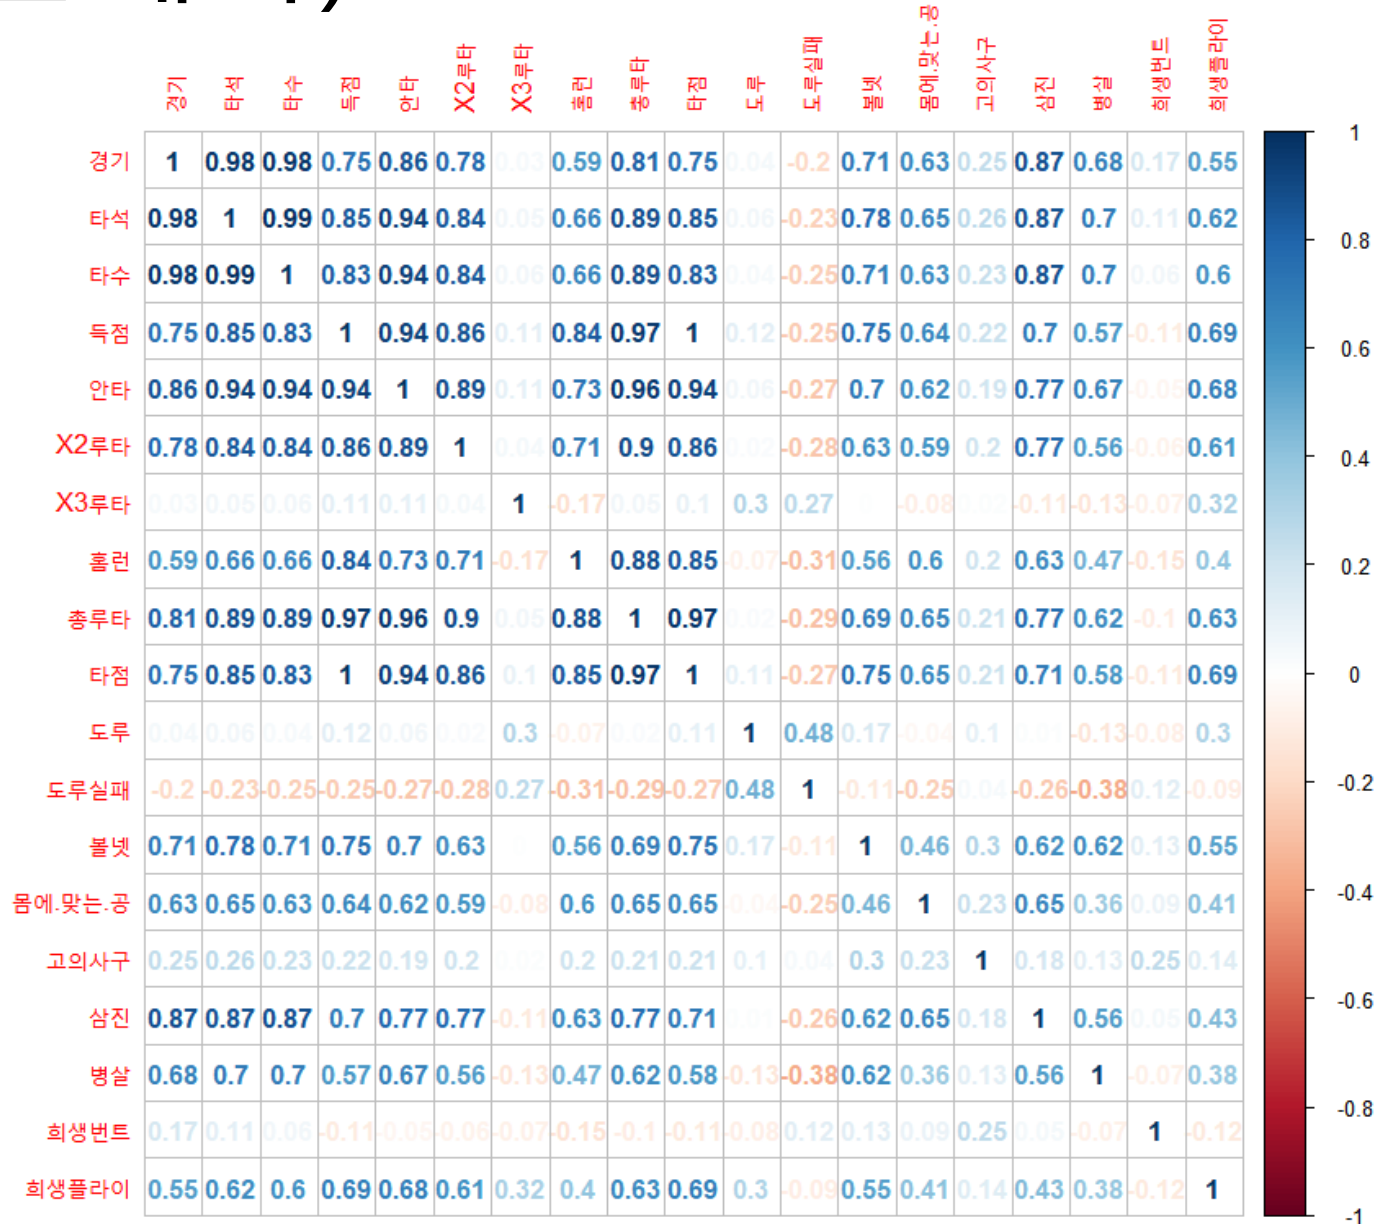 경기 타석 타수 득점 안타 X2루타 X3루타 홈런 총루타 타점 도루 도루실패 볼넷 몸에.맞는.공 고의사구 삼진 병살 희생번트 희생플라이
경기 1 0.98 0.98 0.75 0.86 0.78 0.03 0.59 0.81 0.75 0.04 -0.2 0.71 0.63 0.25 0.87 0.68 0.17 0.55
타석 0.98 1 0.99 0.85 0.94 0.84 0.05 0.66 0.89 0.85 0.06 -0.23 0.78 0.65 0.26 0.87 0.7 0.11 0.62
타수 0.98 0.99 1 0.83 0.94 0.84 0.06 0.66 0.89 0.83 0.04 -0.25 0.71 0.63 0.23 0.87 0.7 0.06 0.6
득점 0.75 0.85 0.83 1 0.94 0.86 0.11 0.84 0.97 1 0.12 -0.25 0.75 0.64 0.22 0.7 0.57 -0.11 0.69
안타 0.86 0.94 0.94 0.94 1 0.89 0.11 0.73 0.96 0.94 0.06 -0.27 0.7 0.62 0.19 0.77 0.67 -0.05 0.68
X2루타 0.78 0.84 0.84 0.86 0.89 1 0.04 0.71 0.9 0.86 0.02 -0.28 0.63 0.59 0.2 0.77 0.56 -0.06 0.61
X3루타 0.03 0.05 0.06 0.11 0.11 0.04 1 -0.17 0.05 0.1 0.3 0.27 -0.08 0.02 -0.11 -0.13 -0.07 0.32
홈런 0.59 0.66 0.66 0.84 0.73 0.71 -0.17 1 0.88 0.85 -0.07 -0.31 0.56 0.6 0.2 0.63 0.47 -0.15 0.4
총루타 0.81 0.89 0.89 0.97 0.96 0.9 0.05 0.88 1 0.97 0.02 -0.29 0.69 0.65 0.21 0.77 0.62 -0.1 0.63
타점 0.75 0.85 0.83 1 0.94 0.86 0.1 0.85 0.97 1 0.11 -0.27 0.75 0.65 0.21 0.71 0.58 -0.11 0.69
도루 0.04 0.06 0.04 0.12 0.06 0.02 0.3 -0.07 0.02 0.11 1 0.48 0.17 -0.04 0.1 0.01 -0.13 -0.08 0.3
도루실패 -0.2 -0.23 -0.25 -0.25 -0.27 -0.28 0.27 -0.31 -0.29 -0.27 0.48 1 -0.11 -0.25 0.04 -0.26 -0.38 0.12 -0.09
볼넷 0.71 0.78 0.71 0.75 0.7 0.63 0.56 0.69 0.75 0.17 -0.11 1 0.46 0.3 0.62 0.62 0.13 0.55
몸에.맞는.공 0.63 0.65 0.63 0.64 0.62 0.59 -0.08 0.6 0.65 0.65 -0.04 -0.25 0.46 1 0.23 0.65 0.36 0.09 0.41
고의사구 0.25 0.26 0.23 0.22 0.19 0.2 0.02 0.2 0.21 0.21 0.1 0.04 0.3 0.23 1 0.18 0.13 0.25 0.14
삼진 0.87 0.87 0.87 0.7 0.77 0.77 -0.11 0.63 0.77 0.71 0.01 -0.26 0.62 0.65 0.18 1 0.56 0.05 0.43
병살 0.68 0.7 0.7 0.57 0.67 0.56 -0.13 0.47 0.62 0.58 -0.13 -0.38 0.62 0.36 0.13 0.56 1 -0.07 0.38
희생번트 0.17 0.11 0.06 -0.11 -0.05 -0.06 -0.07 -0.15 -0.1 -0.11 -0.08 0.12 0.13 0.09 0.25 0.05 -0.07 1 -0.12
희생플라이 0.55 0.62 0.6 0.69 0.68 0.61 0.32 0.4 0.63 0.69 0.3 -0.09 0.55 0.41 0.14 0.43 0.38 -0.12 1
1
0.8
0.6
0.4
0.2
0
-0.2
-0.4
-0.6
-0.8
-1